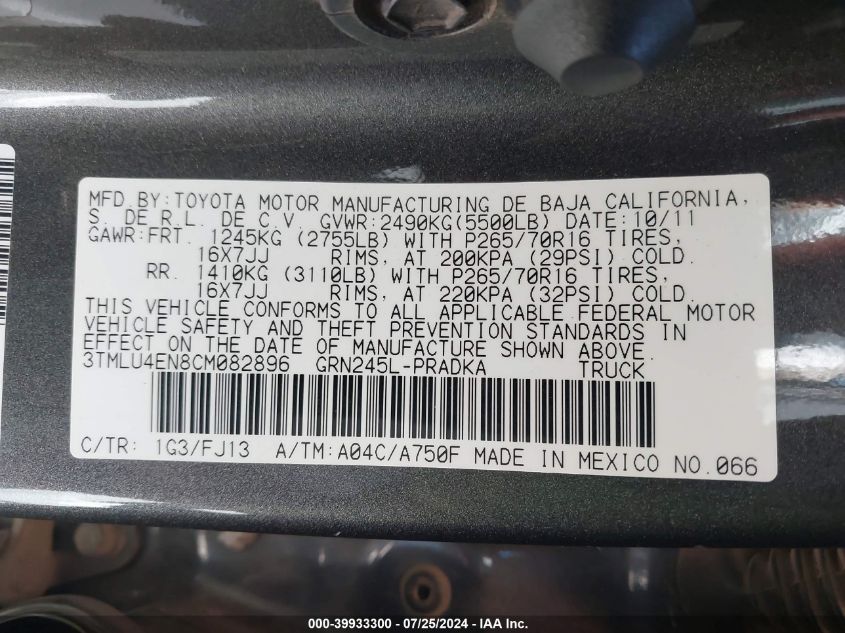 MFD.BY:TOYOTA MOTOR MANUFACTURING DE BAJA CALIFORNIA,
S. DE R.L. DE C.V. GVWR:2490KG(5500LB) DATE:10/11
GAWR:FRT. 1245KG (2755LB) WITH P265/70R16 TIRES,
16X7JJ RIMS, AT 200KPA (29PSI) COLD.
RR. 1410KG (3110LB) WITH P265/70R16 TIRES,
16X7JJ RIMS, AT 220KPA (32PSI) COLD.
THIS VEHICLE CONFORMS TO ALL APPLICABLE FEDERAL MOTOR
VEHICLE SAFETY AND THEFT PREVENTION STANDARDS IN
EFFECT ON THE DATE OF MANUFACTURE SHOWN ABOVE.
3TMLU4EN8CM082896 GRN245L-PRADKA TRUCK
C/TR: 1G3/FJ13 A/TM:A04C/A750F MADE IN MEXICO NO.066
000-39933300 - 07/25/2024 - IAA Inc.